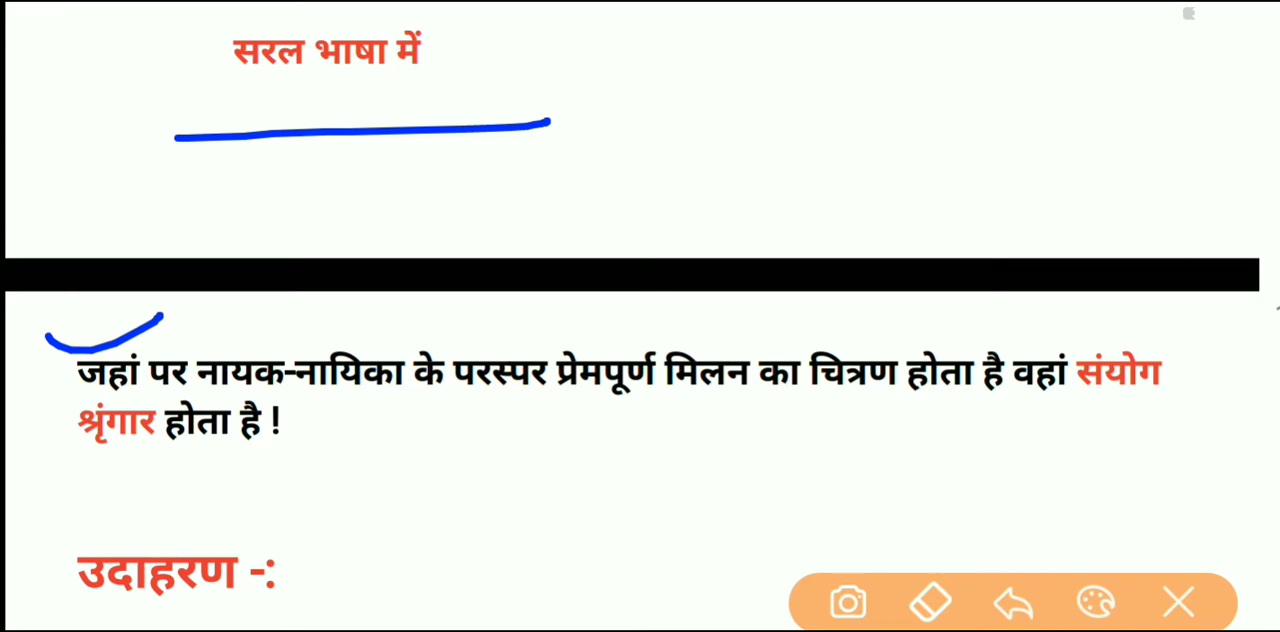 सरल भाषा में
जहां पर नायक-नायिका के परस्पर प्रेमपूर्ण मिलन का चित्रण होता है वहां संयोग
श्रृंगार होता है !
उदाहरण -: